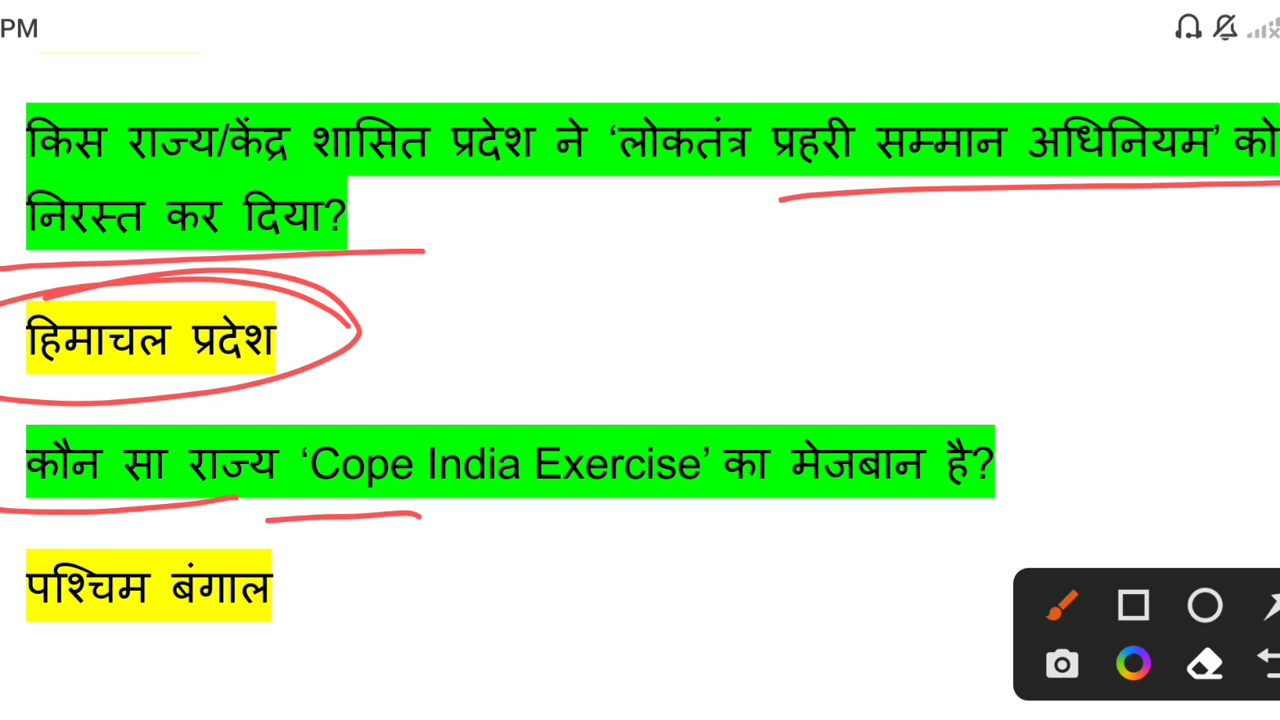 PM
किस राज्य/केंद्र शासित प्रदेश ने ‘लोकतंत्र प्रहरी सम्मान अधिनियम’ को
निरस्त कर दिया?
हिमाचल प्रदेश
कौन सा राज्य ‘Cope India Exercise’ का मेजबान है?
पश्चिम बंगाल